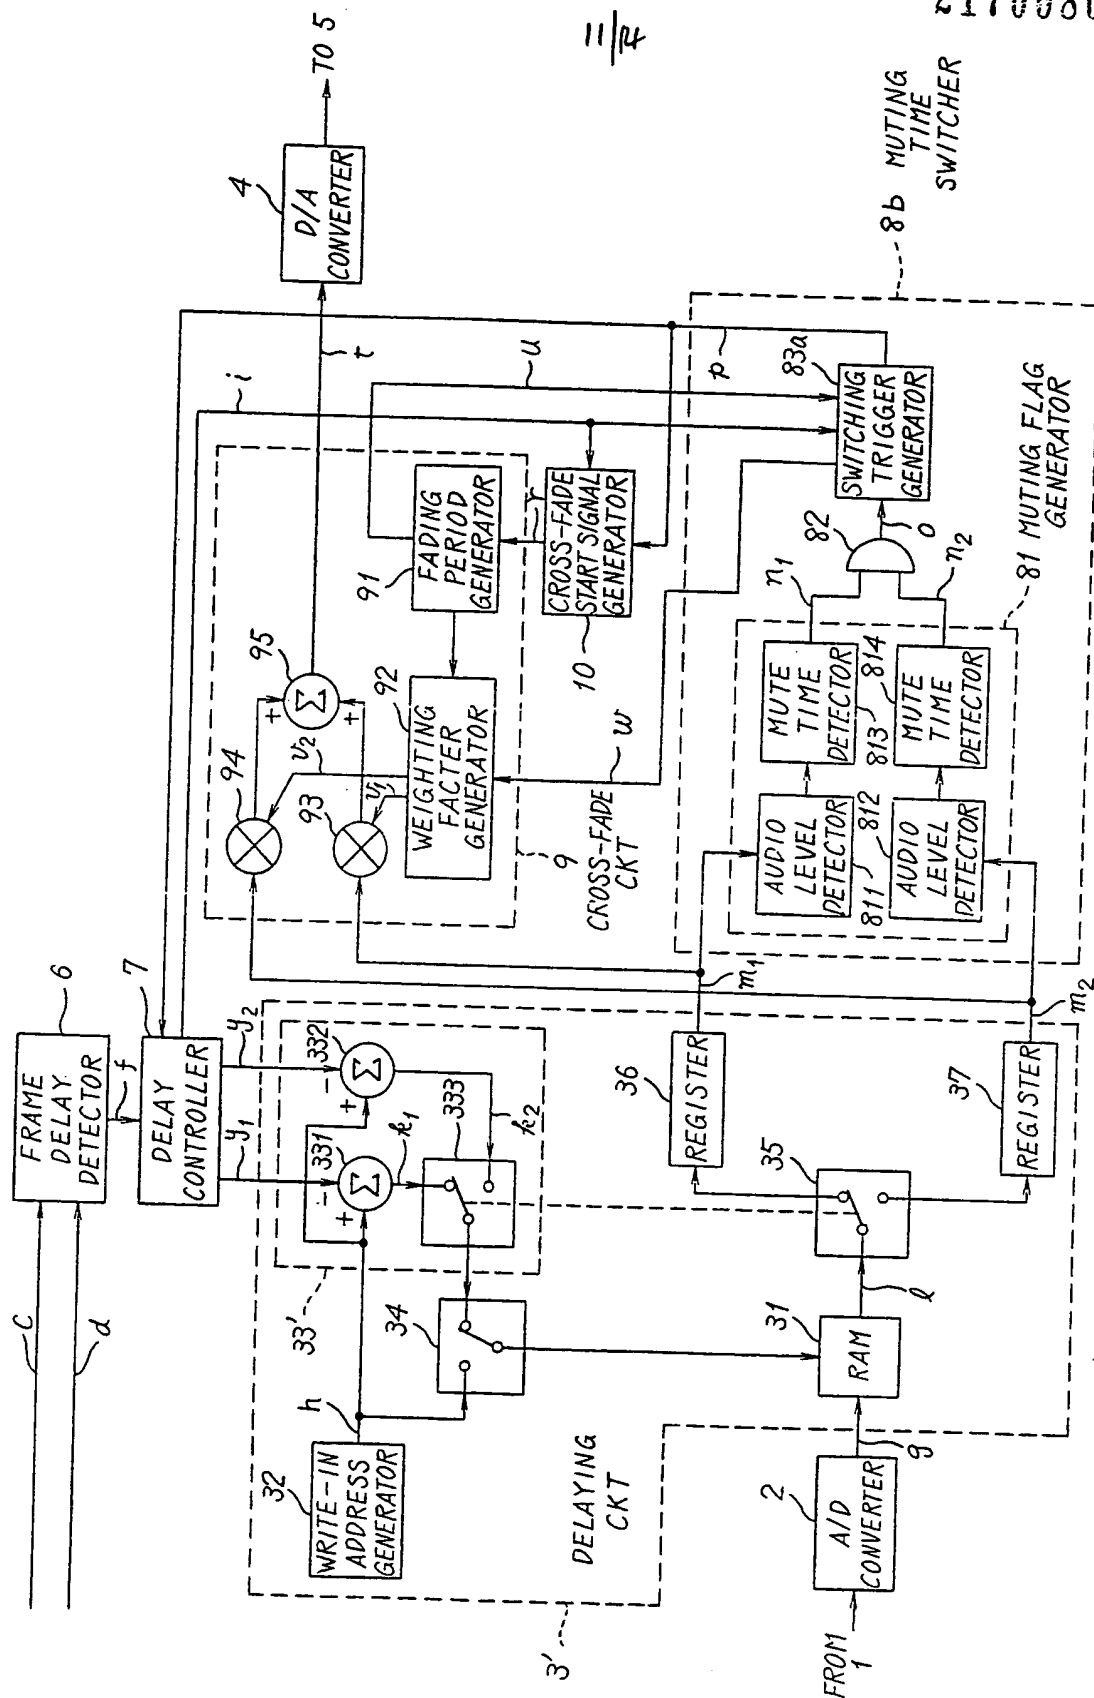 11/14
C
d
FRAME
DELAY
DETECTOR
6
f
DELAY
CONTROLLER
7
y1
y2
i
TO 5
D/A
CONVERTER
4
t
u
p
WRITE-IN
ADDRESS
GENERATOR
32
h
33'
331
Σ
+
-
332
Σ
+
-
k1
k2
333
34
DELAYING
CKT
3'
FROM
1
A/D
CONVERTER
2
g
RAM
31
l
35
REGISTER
36
REGISTER
37
m1
m2
94
93
v2
v1
+
+
Σ
95
WEIGHTING
FACTER
GENERATOR
92
FADING
PERIOD
GENERATOR
91
r
CROSS-FADE
START SIGNAL
GENERATOR
10
9
CROSS-FADE
CKT
w
AUDIO
LEVEL
DETECTOR
811
AUDIO
LEVEL
DETECTOR
812
MUTE
TIME
DETECTOR
813
MUTE
TIME
DETECTOR
814
n1
n2
82
o
SWITCHING
TRIGGER
GENERATOR
83a
81 MUTING FLAG
GENERATOR
8b MUTING
TIME
SWITCHER